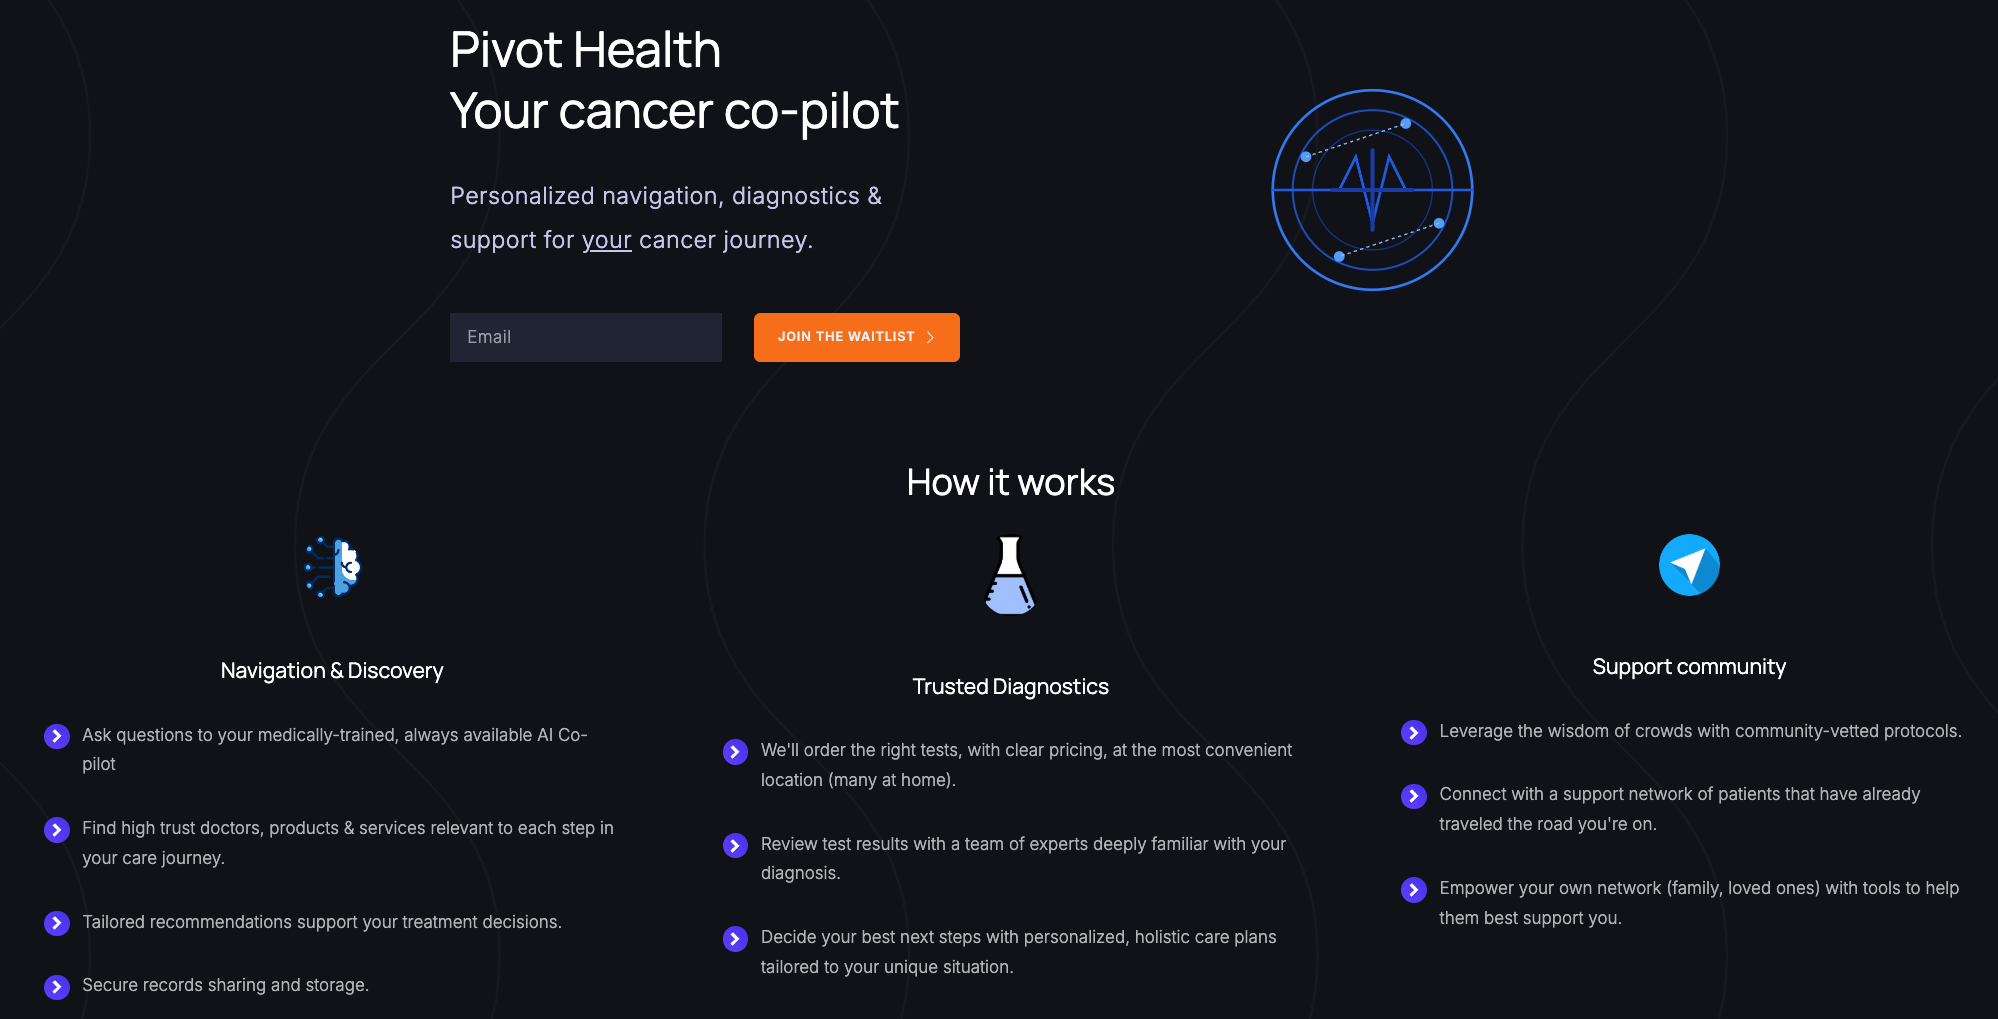 Pivot Health
Your cancer co-pilot
Personalized navigation, diagnostics &
support for your cancer journey.
Email
JOIN THE WAITLIST
How it works
Navigation & Discovery
Ask questions to your medically-trained, always available AI Co-
pilot
Find high trust doctors, products & services relevant to each step in
your care journey.
Tailored recommendations support your treatment decisions.
Secure records sharing and storage.
Trusted Diagnostics
We'll order the right tests, with clear pricing, at the most convenient
location (many at home).
Review test results with a team of experts deeply familiar with your
diagnosis.
Decide your best next steps with personalized, holistic care plans
tailored to your unique situation.
Support community
Leverage the wisdom of crowds with community-vetted protocols.
Connect with a support network of patients that have already
traveled the road you're on.
Empower your own network (family, loved ones) with tools to help
them best support you.